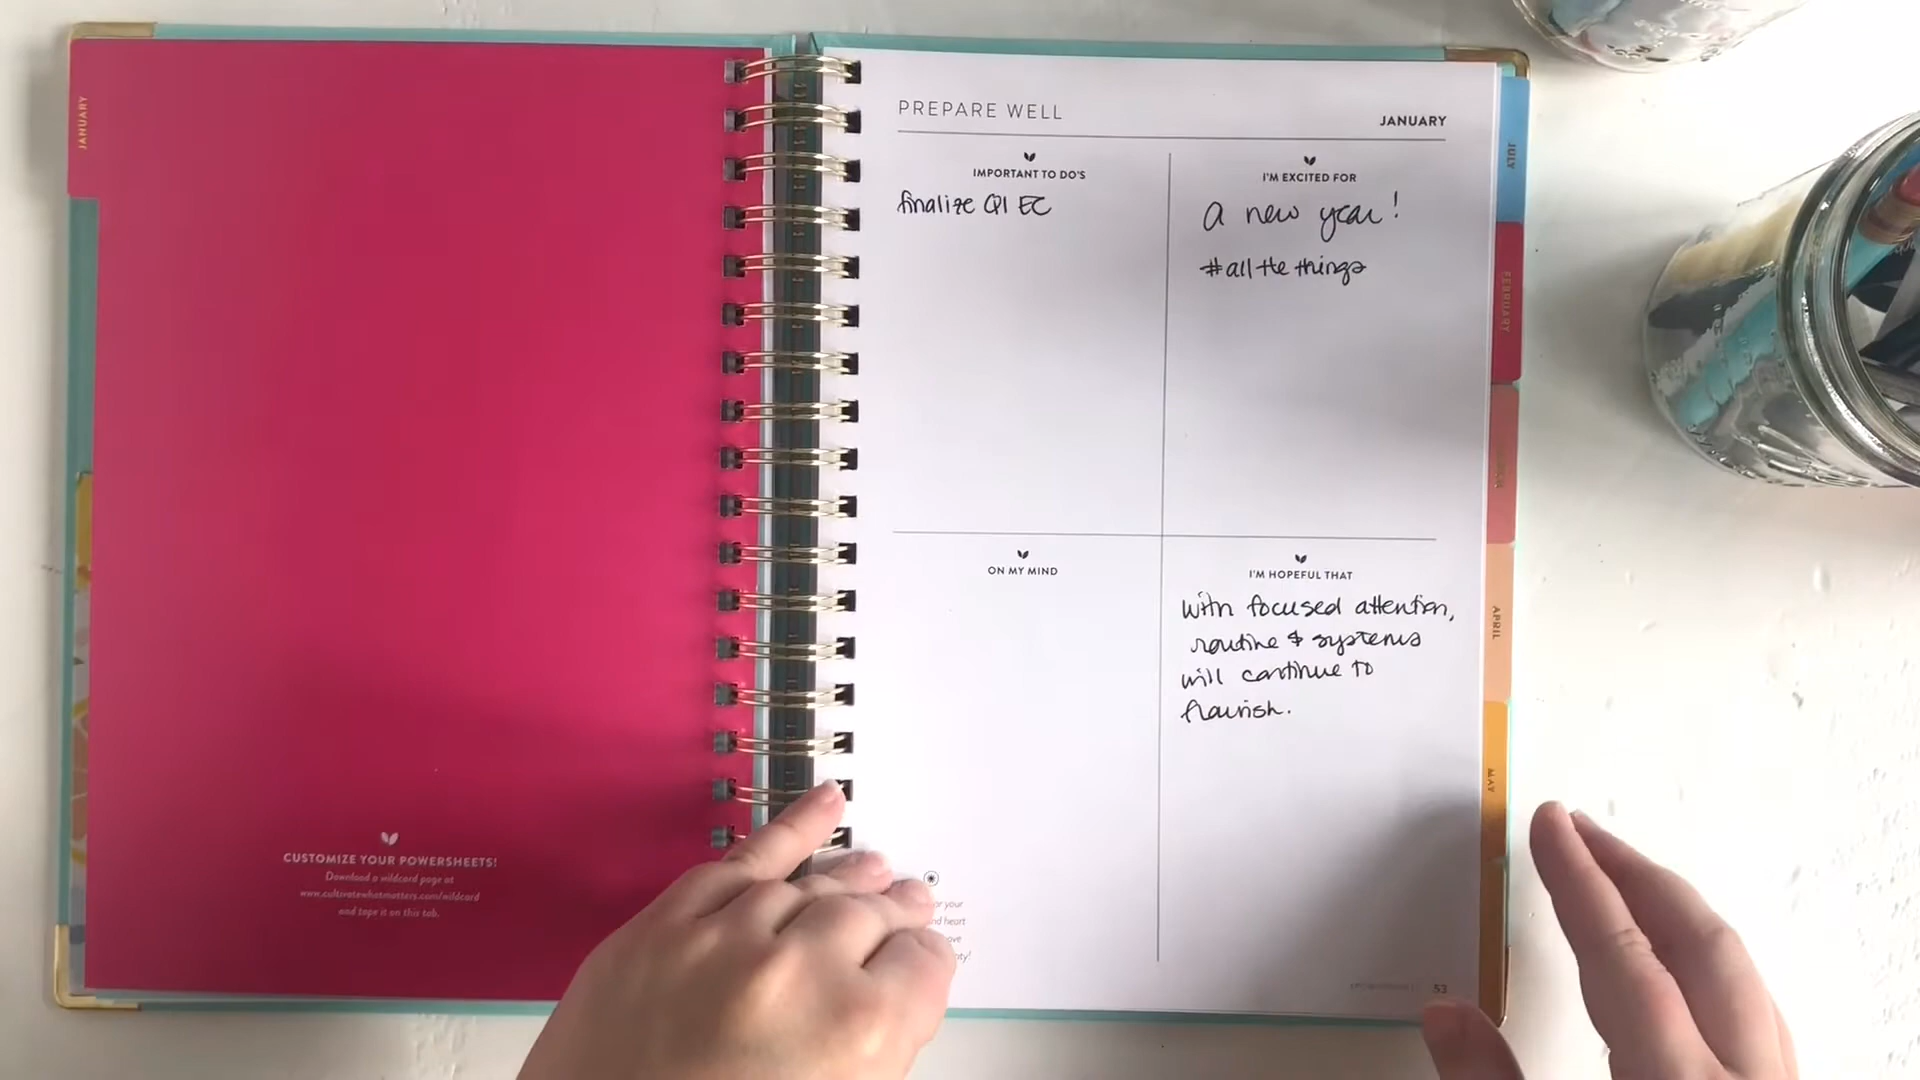 JANUARY
CUSTOMIZE YOUR POWERSHEETS!
Download a wildcard page at
www.cultivatewhatmatters.com/wildcard
and tape it on this tab.
PREPARE WELL
JANUARY
IMPORTANT TO DO'S
finalize Q1 EC
I'M EXCITED FOR
a new year!
#all the things
ON MY MIND
I'M HOPEFUL THAT
with focused attention,
routine & systems
will continue to
flourish.
your
heart
53
JULY
FEBRUARY
APRIL
MAY